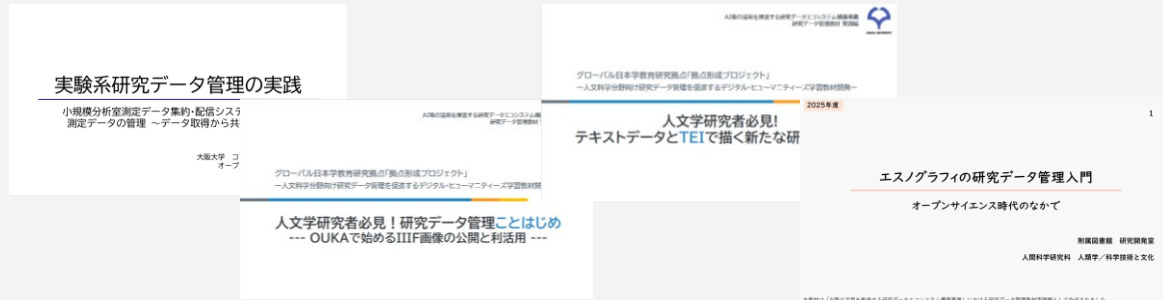 実験系研究データ管理の実践
小規模分析室測定データ集約・配信システ
測定データの管理 ～データ取得から共
大阪大学 コ
オープ
AI等の活用を推進する研究データエコシステム構
研究データ管理教材
グローバル日本学教育研究拠点「拠点形成プロジェクト」
ー人文科学分野向け研究データ管理を促進するデジタル・ヒューマニティーズ学習教材開
人文学研究者必見！研究データ管理ことはじめ
--- OUKAで始めるIIIF画像の公開と利活用 ---
AI等の活用を推進する研究データエコシステム構築事業
研究データ管理教材 実践編
グローバル日本学教育研究拠点「拠点形成プロジェクト」
ー人文科学分野向け研究データ管理を促進するデジタル・ヒューマニティーズ学習教材開発ー
人文学研究者必見!
テキストデータとTEIで描く新たな研
2025年度
1
エスノグラフィの研究データ管理入門
オープンサイエンス時代のなかで
附属図書館 研究開発室
人間科学研究科 人類学／科学技術と文化